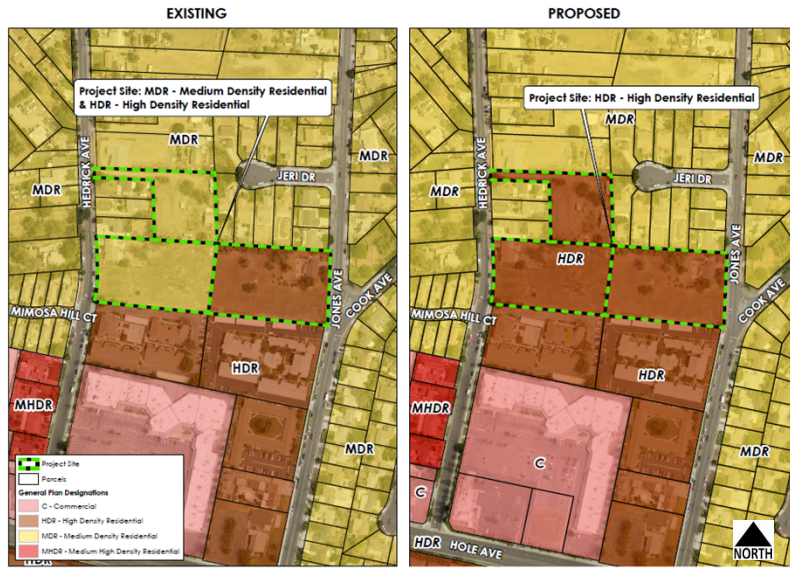 EXISTING
PROPOSED
Project Site: MDR - Medium Density Residential
& HDR - High Density Residential
Project Site: HDR - High Density Residential
MDR
MDR
MDR
HEDRICK AVE
JERI DR
JONES AVE
COOK AVE
MIMOSA HILL CT
HDR
MHDR
MDR
Project Site
Parcels
General Plan Designations
C - Commercial
HDR - High Density Residential
MDR - Medium Density Residential
MHDR - Medium High Density Residential
MDR
MDR
MDR
HEDRICK AVE
JERI DR
JONES AVE
COOK AVE
HDR
MIMOSA HILL CT
HDR
MHDR
MDR
C
C
HDR
HOLE AVE
NORTH